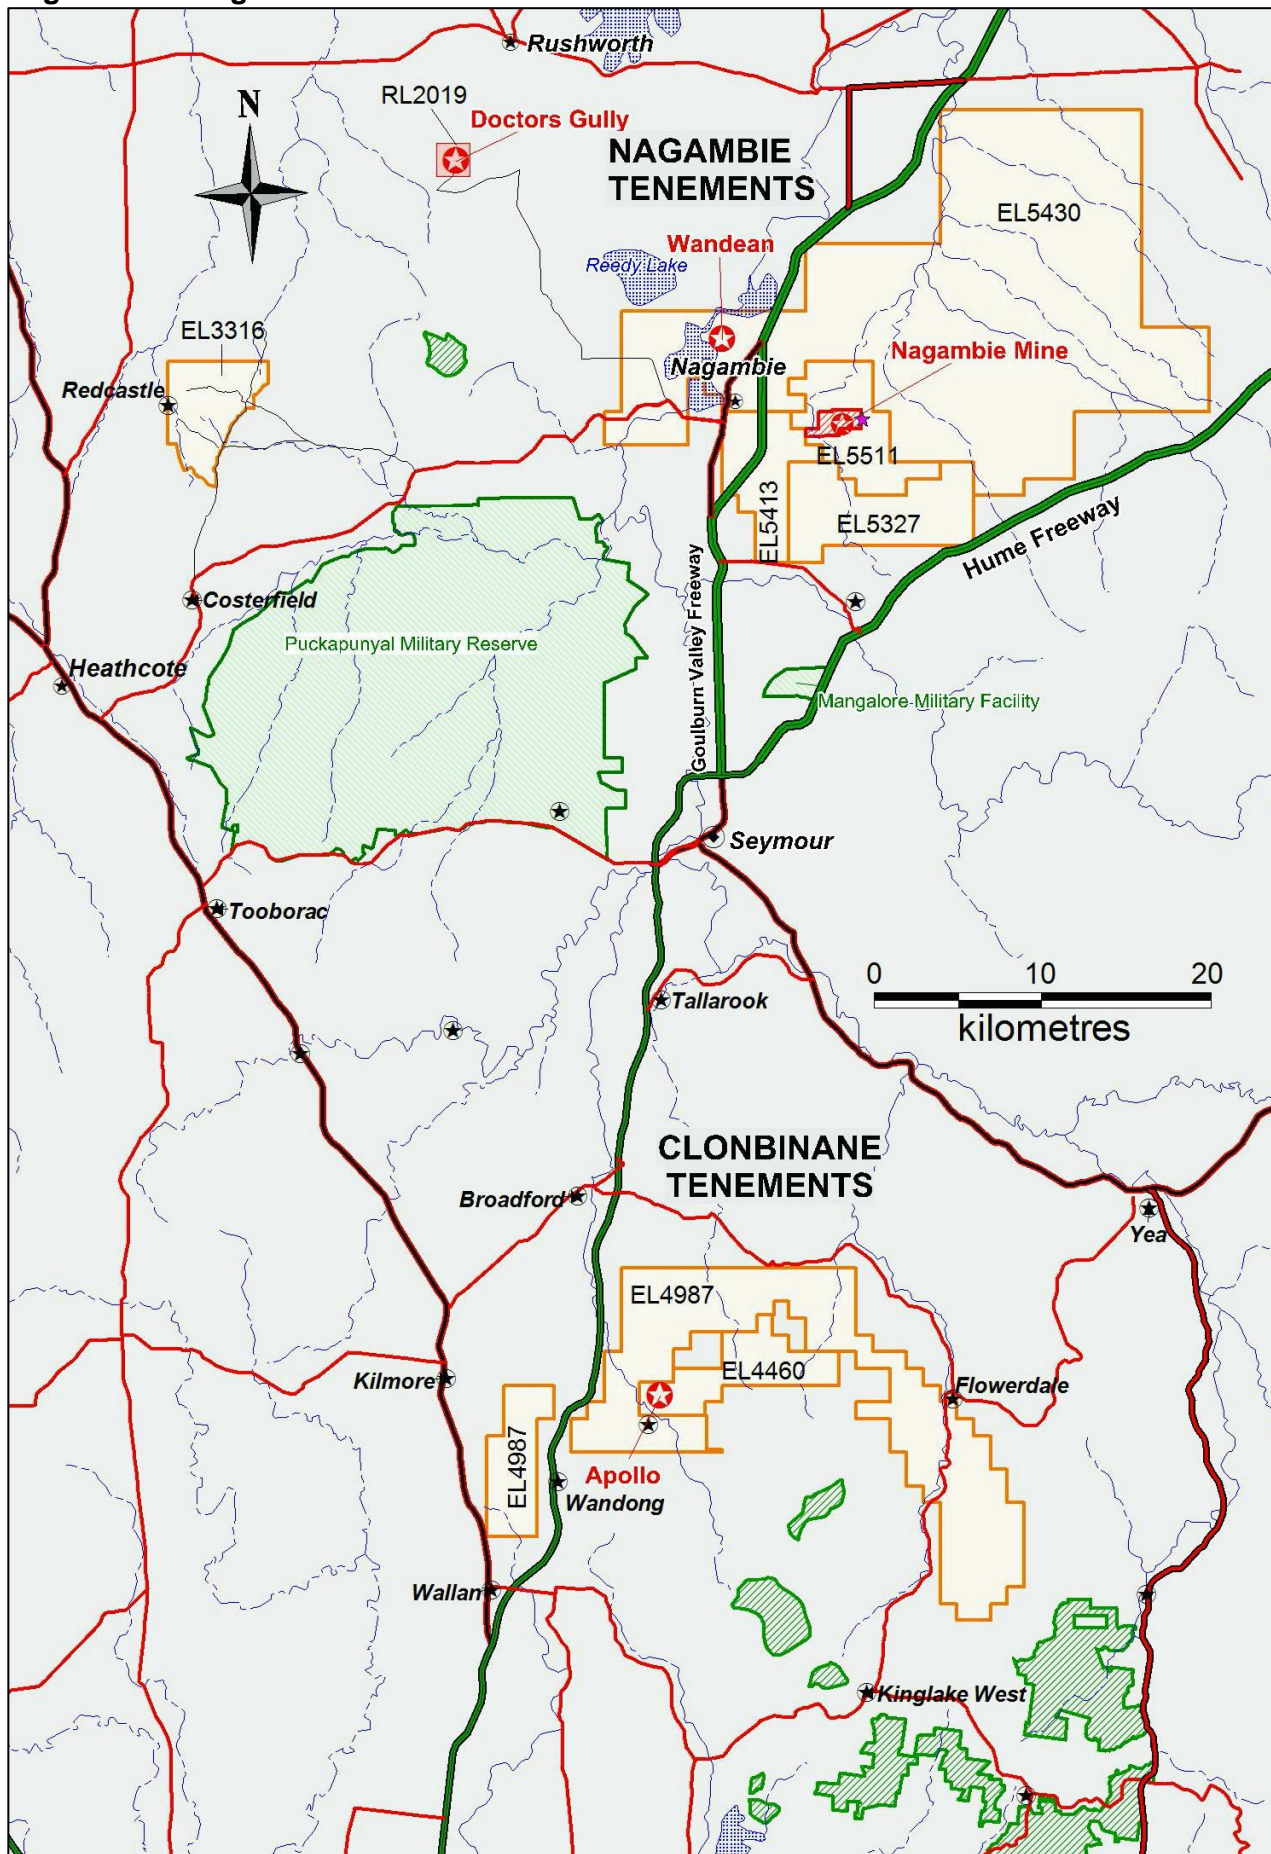 Rushworth
N
RL2019
Doctors Gully
NAGAMBIE
TENEMENTS
EL5430
Wandean
Reedy Lake
EL3316
Nagambie Mine
Nagambie
Redcastle
EL5511
EL5413
EL5327
Hume Freeway
Costerfield
Puckapunyal Military Reserve
Goulburn Valley Freeway
Heathcote
Mangalore Military Facility
Seymour
Tooborac
0 10 20
kilometres
Tallarook
CLONBINANE
TENEMENTS
Broadford
Yea
EL4987
EL4460
Kilmore
Flowerdale
EL4987
Apollo
Wandong
Wallan
Kinglake West